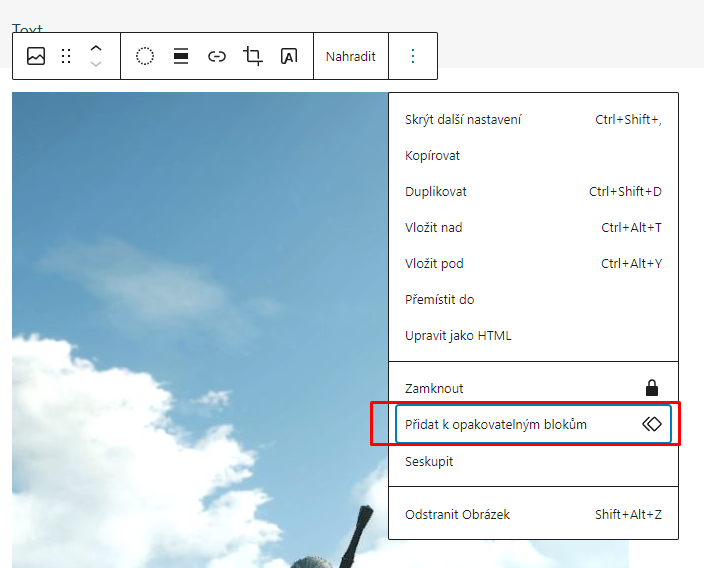 Text
Nahradit
Skrýt další nastavení Ctrl+Shift+,
Kopírovat
Duplikovat Ctrl+Shift+D
Vložit nad Ctrl+Alt+T
Vložit pod Ctrl+Alt+Y
Přemístit do
Upravit jako HTML
Zamknout
Přidat k opakovatelným blokům
Seskupit
Odstranit Obrázek Shift+Alt+Z